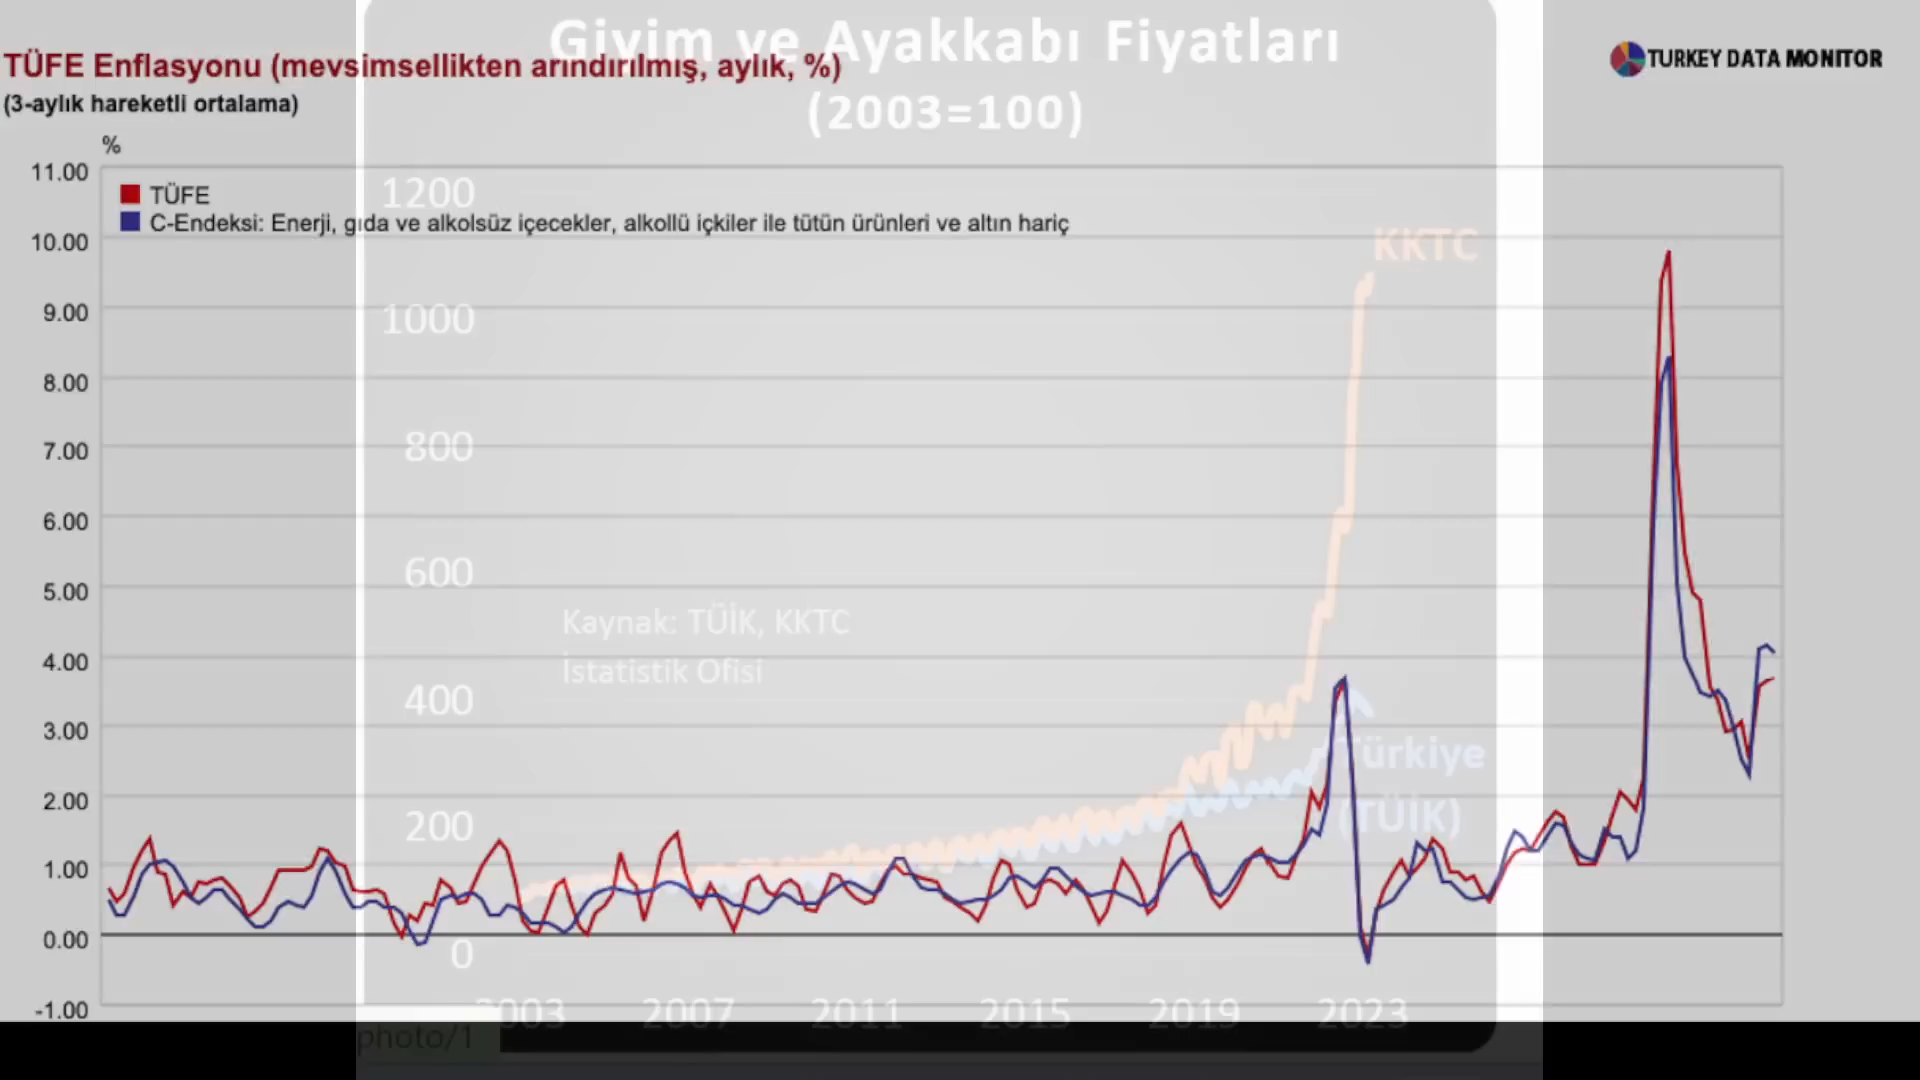 Giyim ve Ayakkabı Fiyatları
(2003=100)
TÜFE Enflasyonu (mevsimsellikten arındırılmış, aylık, %)
(3-aylık hareketli ortalama)
TURKEY DATA MONITOR
%
11.00
10.00
9.00
8.00
7.00
6.00
5.00
4.00
3.00
2.00
1.00
0.00
-1.00
TÜFE
C-Endeksi: Enerji, gıda ve alkolsüz içecekler, alkollü içkiler ile tütün ürünleri ve altın hariç
1200
1000
800
600
400
200
0
KKTC
Kaynak: TÜİK, KKTC
İstatistik Ofisi
Türkiye
(TÜİK)
2003 2007 2011 2015 2019 2023
photo/1